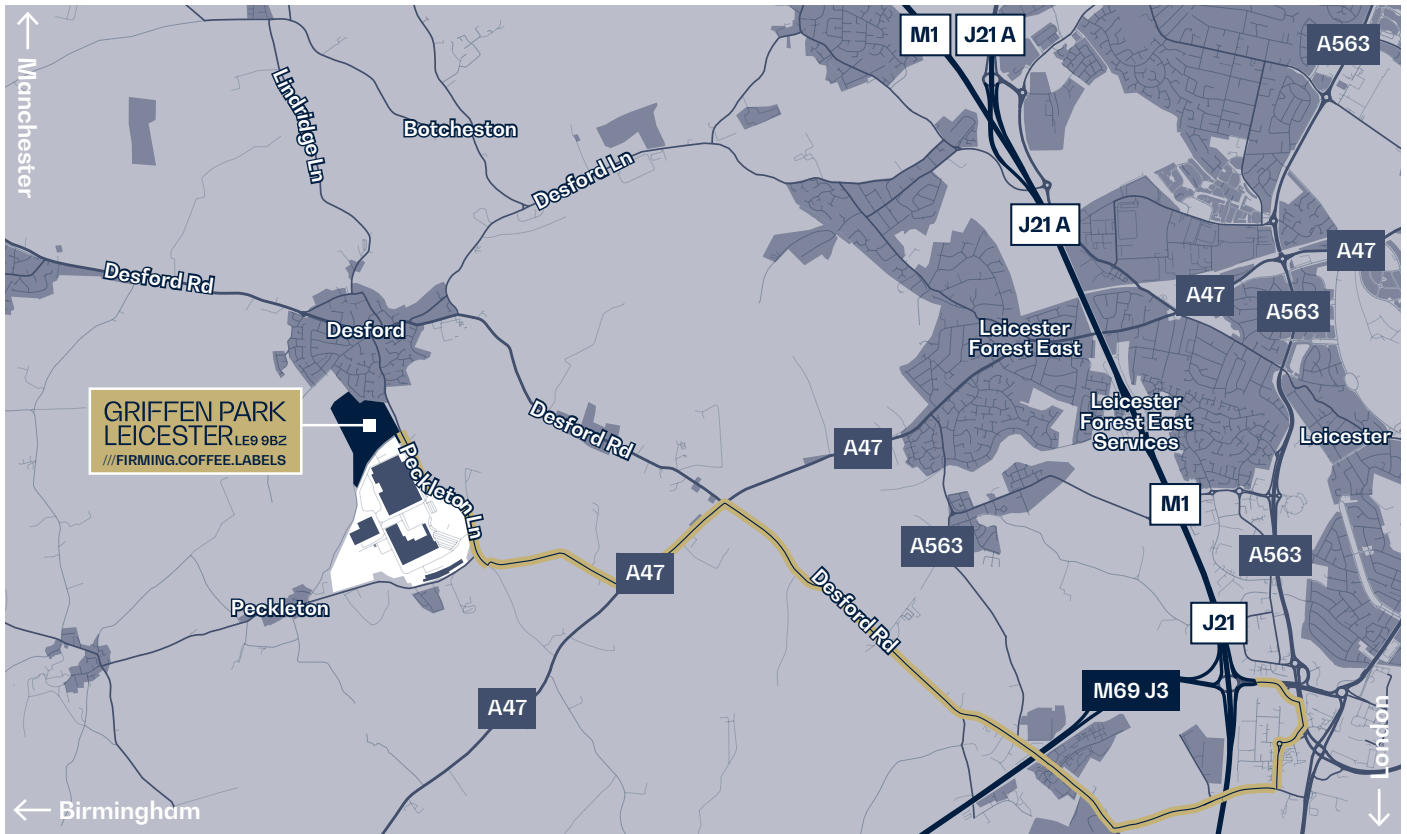 M1
J21 A
A563
Manchester
Lindridge Ln
Botcheston
Desford Ln
J21 A
A47
Desford Rd
A47
A563
Desford
Leicester
Forest East
GRIFFEN PARK
LEICESTER LE9 9BZ
///FIRMING.COFFEE.LABELS
Desford Rd
A47
Leicester
Forest East
Services
Leicester
Peckleton Ln
M1
A563
A563
A47
Peckleton
Desford Rd
J21
M69 J3
A47
London
Birmingham